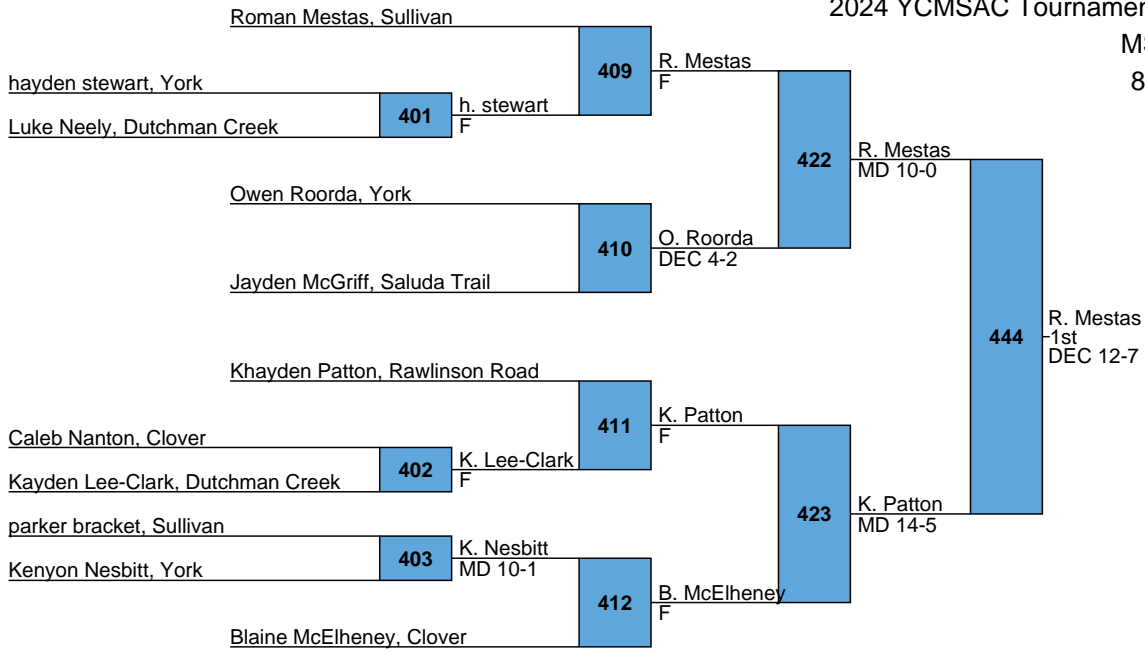 2024 YCMSAC Tournamen
MS
8
Roman Mestas, Sullivan
409
R. Mestas
F
hayden stewart, York
401
h. stewart
F
Luke Neely, Dutchman Creek
422
R. Mestas
MD 10-0
Owen Roorda, York
410
O. Roorda
DEC 4-2
Jayden McGriff, Saluda Trail
444
R. Mestas
1st
DEC 12-7
Khayden Patton, Rawlinson Road
411
K. Patton
F
Caleb Nanton, Clover
402
K. Lee-Clark
F
Kayden Lee-Clark, Dutchman Creek
423
K. Patton
MD 14-5
parker bracket, Sullivan
403
K. Nesbitt
MD 10-1
Kenyon Nesbitt, York
412
B. McElheney
F
Blaine McElheney, Clover